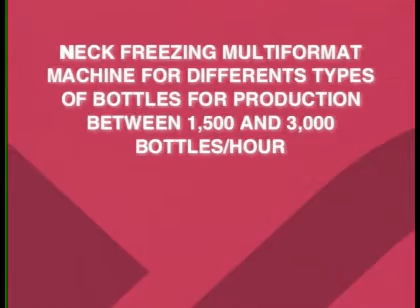 NECK FREEZING MULTIFORMAT
MACHINE FOR DIFFERENTS TYPES
OF BOTTLES FOR PRODUCTION
BETWEEN 1,500 AND 3,000
BOTTLES/HOUR